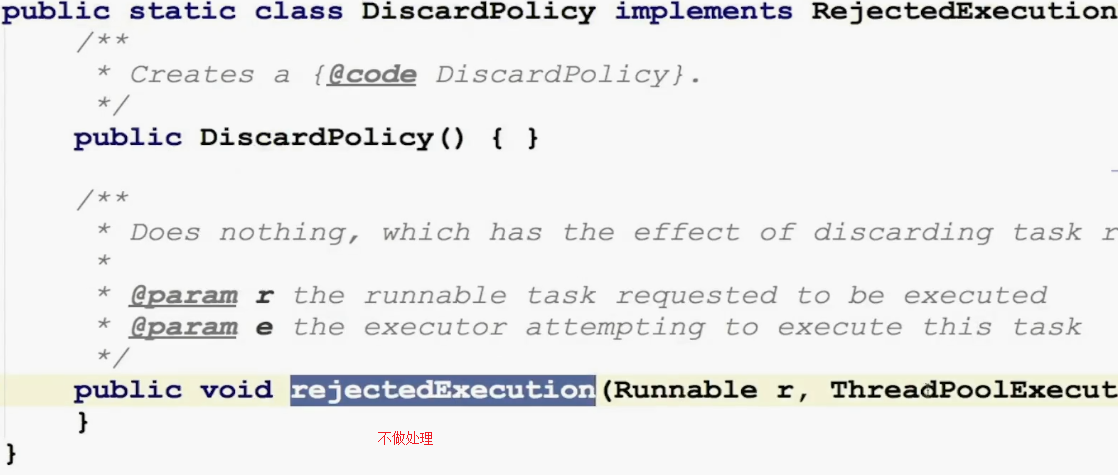 public static class DiscardPolicy implements RejectedExecution
/**
* Creates a {@code DiscardPolicy}.
*/
public DiscardPolicy() { }
/**
* Does nothing, which has the effect of discarding task r
*
* @param r the runnable task requested to be executed
* @param e the executor attempting to execute this task
*/
public void rejectedExecution(Runnable r, ThreadPoolExecut
}
不做处理
}